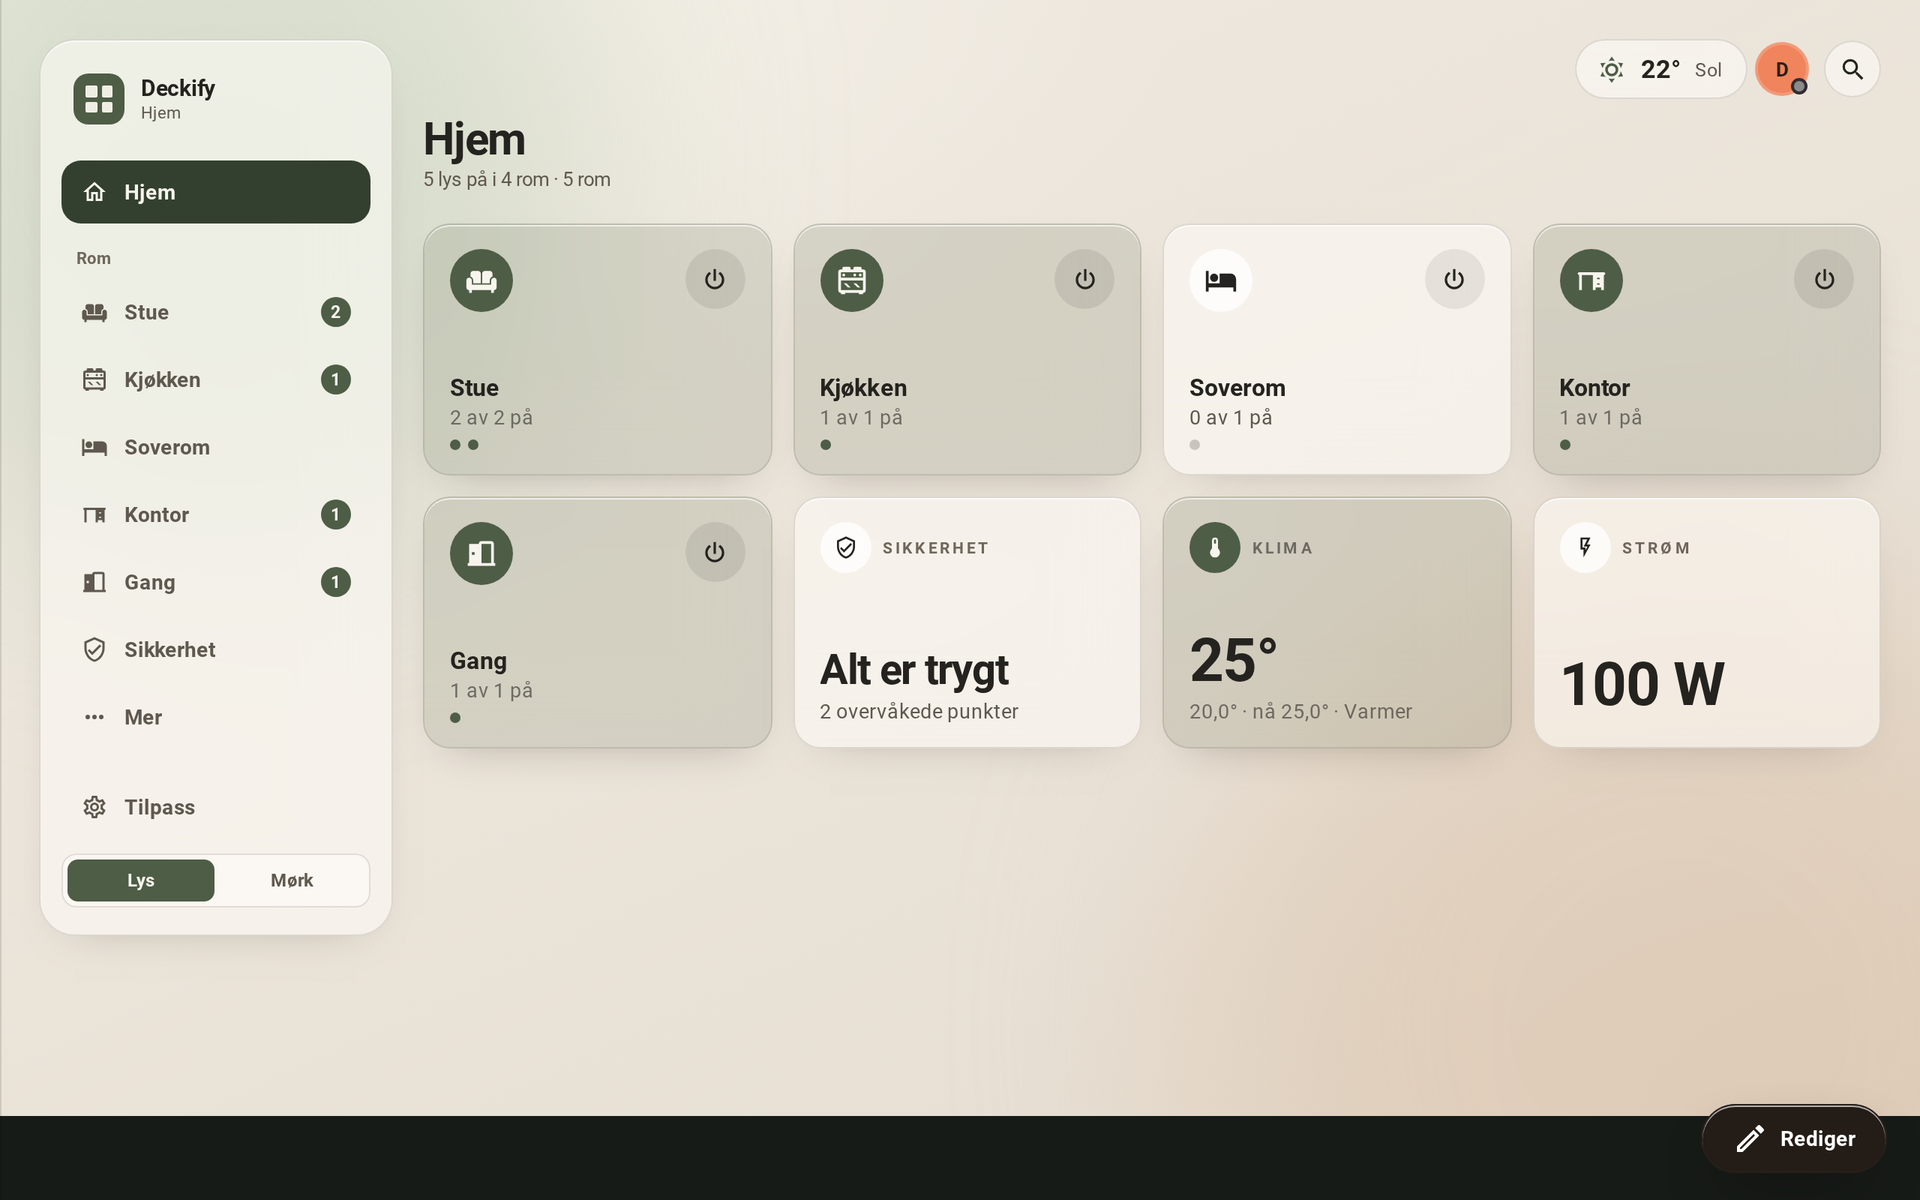 Deckify
Hjem
Hjem
Rom
Stue 2
Kjøkken 1
Soverom
Kontor 1
Gang 1
Sikkerhet
Mer
Tilpass
Lys Mørk
22° Sol
D
Hjem
5 lys på i 4 rom · 5 rom
Stue
2 av 2 på
Kjøkken
1 av 1 på
Soverom
0 av 1 på
Kontor
1 av 1 på
Gang
1 av 1 på
SIKKERHET
Alt er trygt
2 overvåkede punkter
KLIMA
25°
20,0° · nå 25,0° · Varmer
STRØM
100 W
Rediger